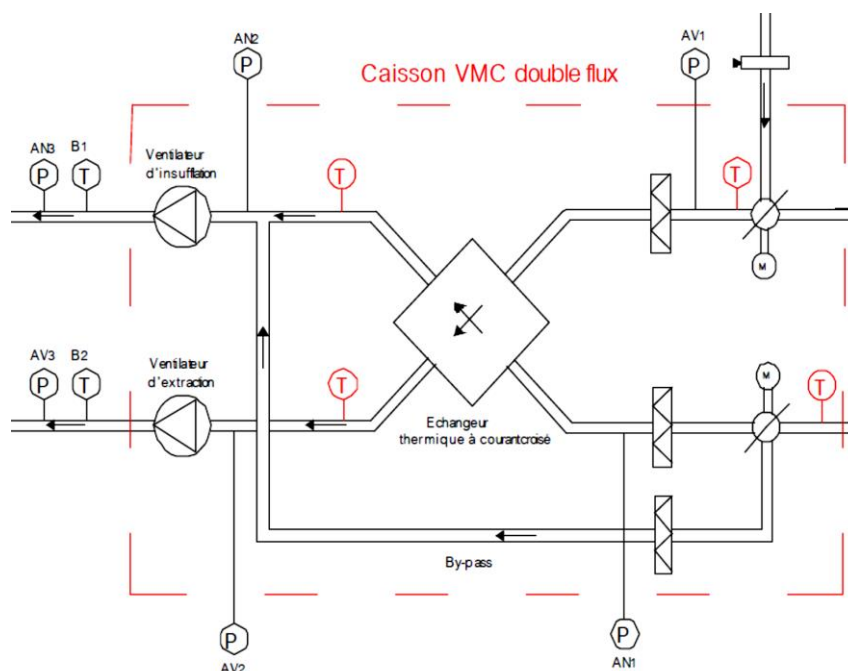 AN2
AV1
P
P
Caisson VMC double flux
AN3
B1
Ventilateur
d'insufflation
P
T
T
T
M
AV3
B2
Ventilateur
d'extraction
M
P
T
T
T
Echangeur
thermique à courantcroisé
By-pass
P
P
AV2
AN1